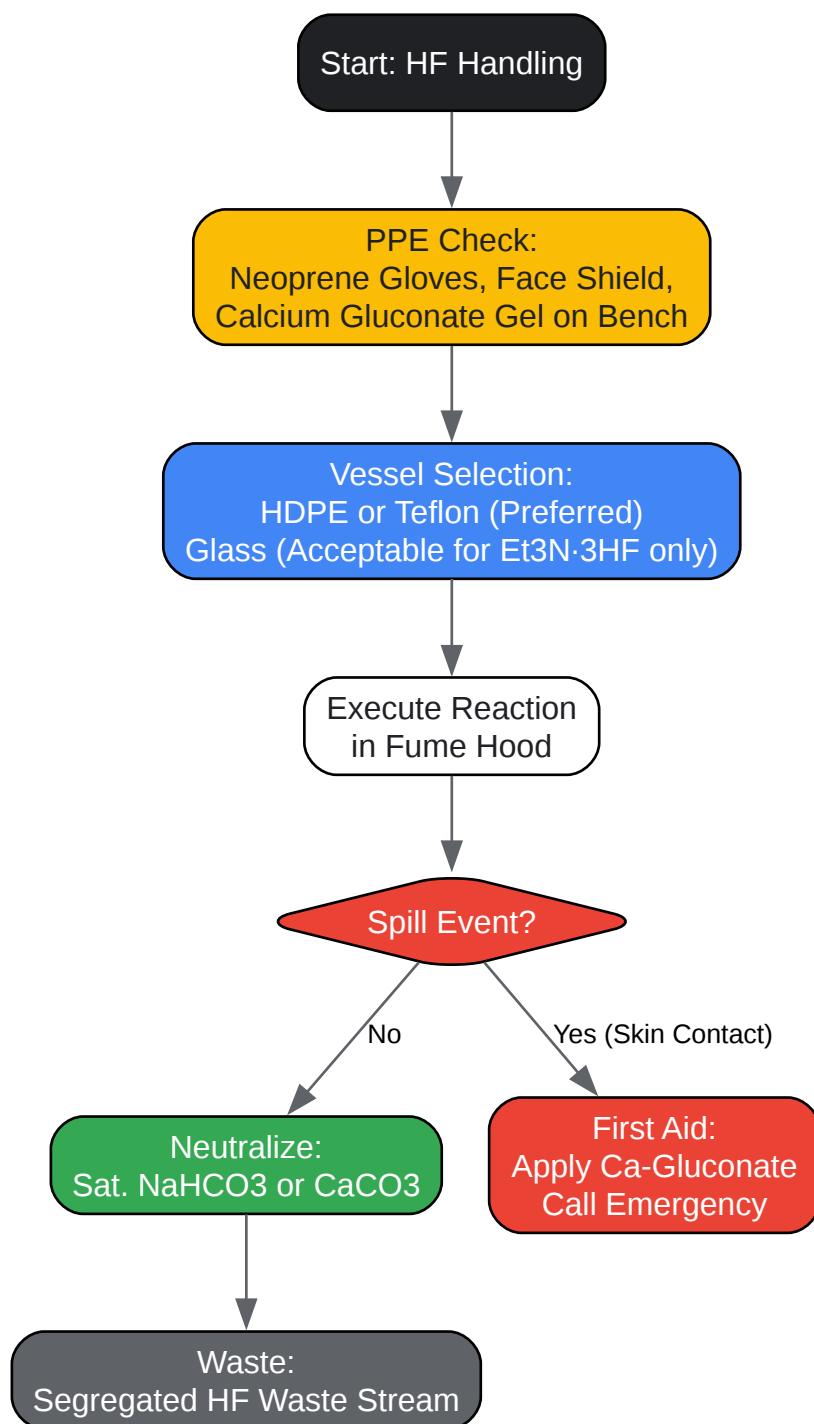 Start: HF Handling
PPE Check:
Neoprene Gloves, Face Shield,
Calcium Gluconate Gel on Bench
Vessel Selection:
HDPE or Teflon (Preferred)
Glass (Acceptable for Et3N·3HF only)
Execute Reaction
in Fume Hood
Spill Event?
No
Yes (Skin Contact)
Neutralize:
Sat. NaHCO3 or CaCO3
First Aid:
Apply Ca-Gluconate
Call Emergency
Waste:
Segregated HF Waste Stream